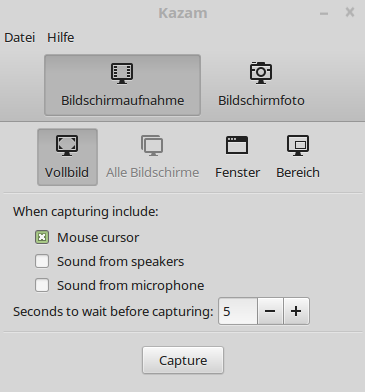 Kazam
Datei Hilfe
Bildschirmaufnahme Bildschirmfoto
Vollbild Alle Bildschirme Fenster Bereich
When capturing include:
Mouse cursor
Sound from speakers
Sound from microphone
Seconds to wait before capturing: 5
Capture